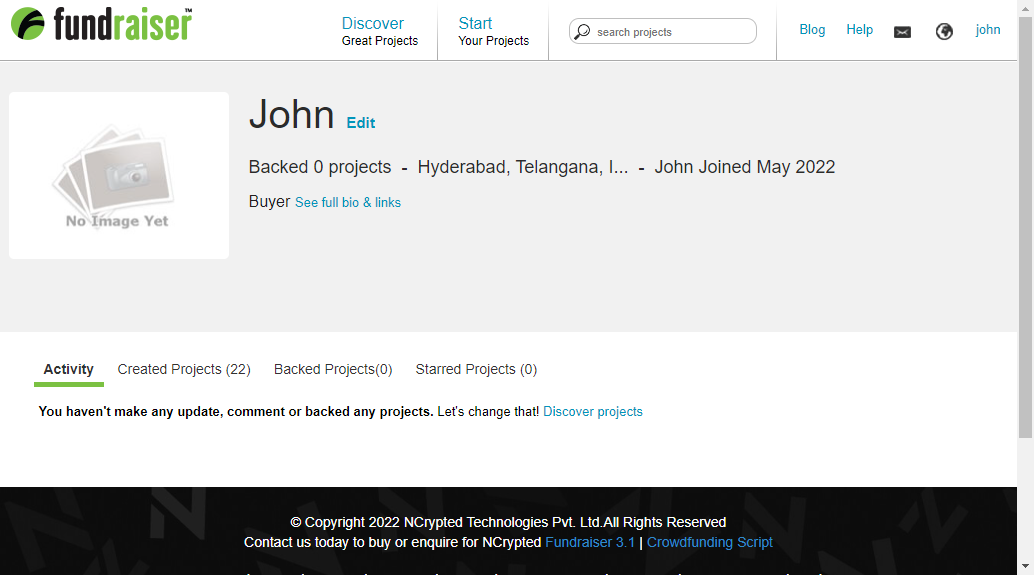 fundraiser™
Discover
Great Projects
Start
Your Projects
search projects
Blog
Help
john
John Edit
Backed 0 projects - Hyderabad, Telangana, I... - John Joined May 2022
Buyer See full bio & links
No Image Yet
Activity Created Projects (22) Backed Projects(0) Starred Projects (0)
You haven't make any update, comment or backed any projects. Let's change that! Discover projects
© Copyright 2022 NCrypted Technologies Pvt. Ltd.All Rights Reserved
Contact us today to buy or enquire for NCrypted Fundraiser 3.1 | Crowdfunding Script